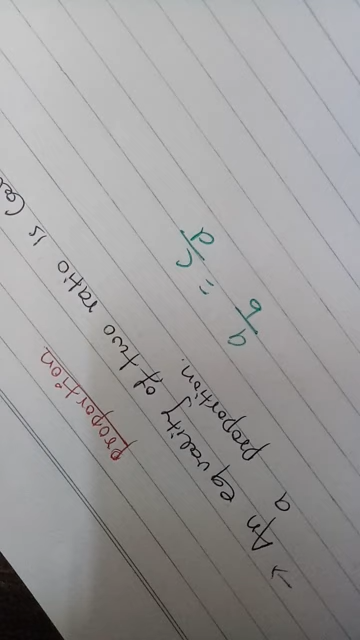 proportion
→ An equality of two ratio is
a proportion.
a/b = c/d